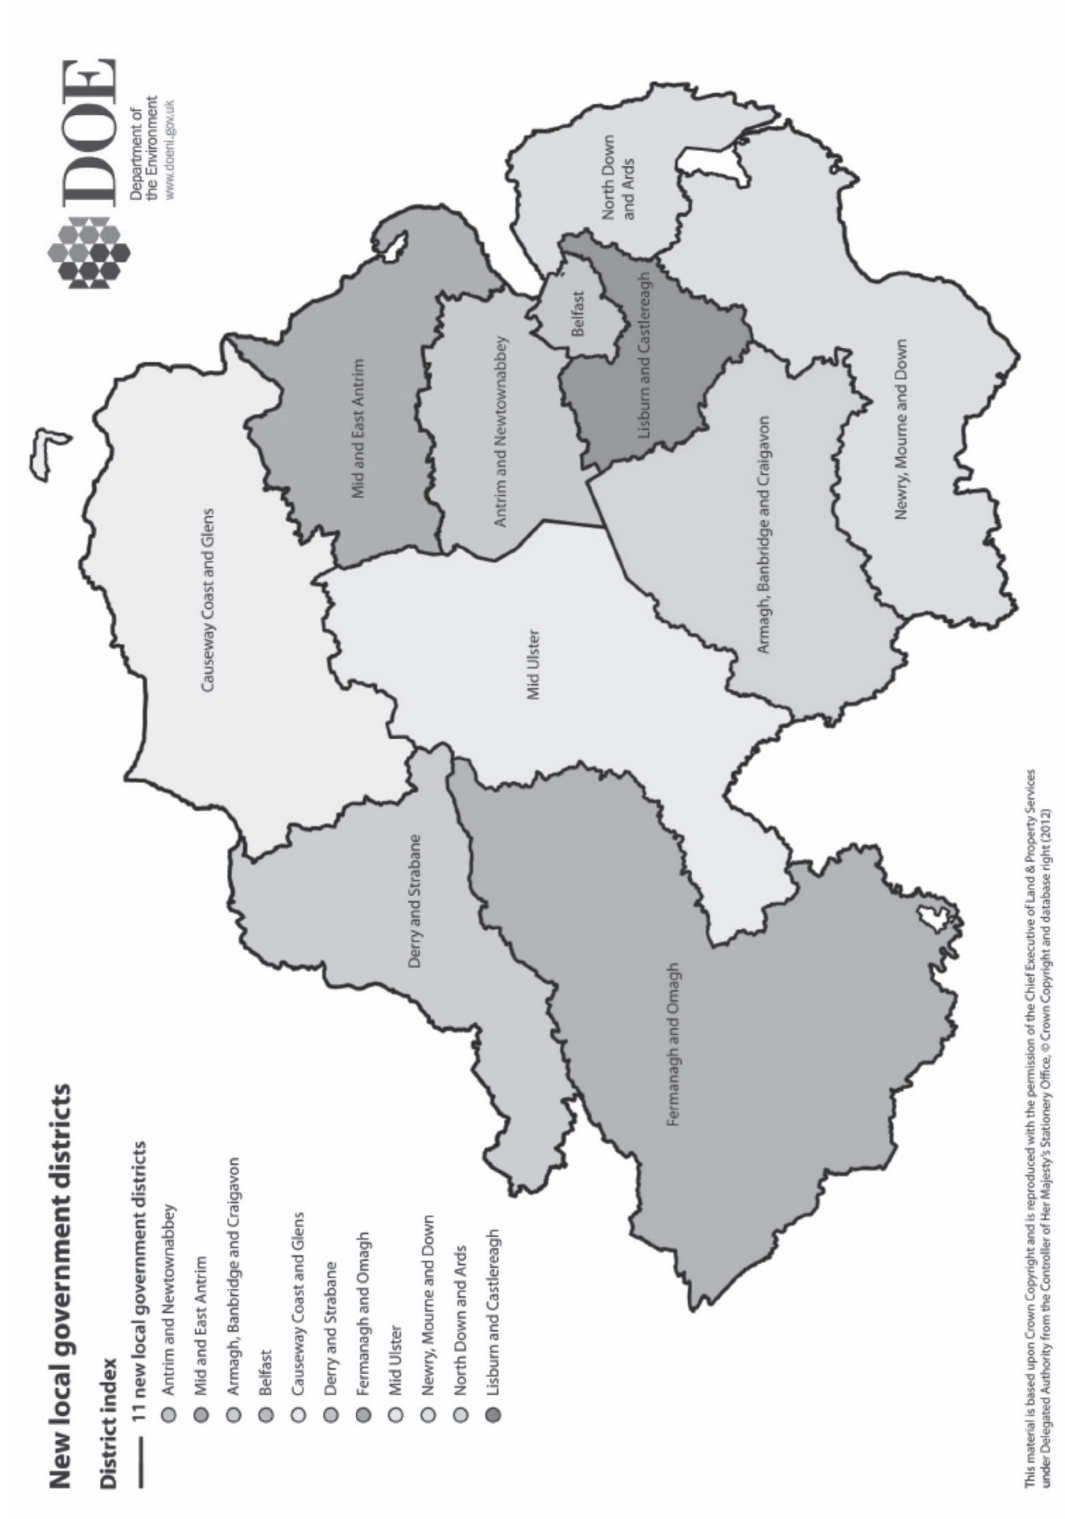 New local government districts
District index
11 new local government districts
Antrim and Newtownabbey
Mid and East Antrim
Armagh, Banbridge and Craigavon
Belfast
Causeway Coast and Glens
Derry and Strabane
Fermanagh and Omagh
Mid Ulster
Newry, Mourne and Down
North Down and Ards
Lisburn and Castlereagh
DOE
Department of
the Environment
www.doeni.gov.uk
Causeway Coast and Glens
Mid and East Antrim
Derry and Strabane
Antrim and Newtownabbey
Mid Ulster
Belfast
North Down
and Ards
Lisburn and Castlereagh
Fermanagh and Omagh
Armagh, Banbridge and Craigavon
Newry, Mourne and Down
This material is based upon Crown Copyright and is reproduced with the permission of the Chief Executive of Land & Property Services
under Delegated Authority from the Controller of Her Majesty's Stationery Office, © Crown Copyright and database right (2012)